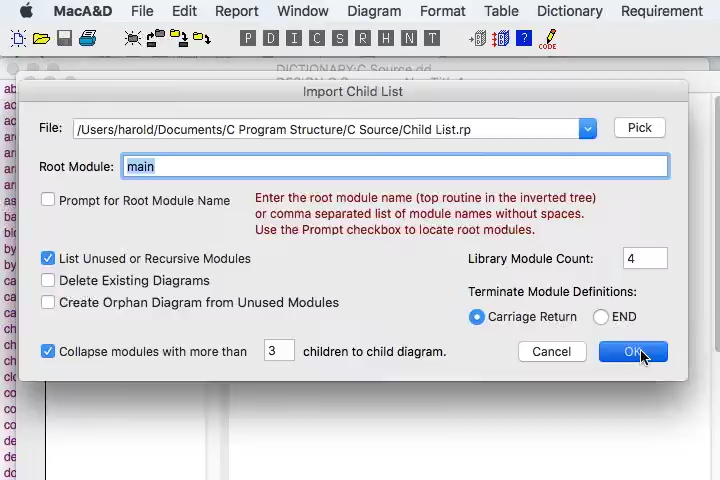 MacA&D File Edit Report Window Diagram Format Table Dictionary Requirement
P D I C S R H N T
? CODE
DICTIONARY:C Source.dd
Import Child List
File: /Users/harold/Documents/C Program Structure/C Source/Child List.rp Pick
Root Module: main
Prompt for Root Module Name
Enter the root module name (top routine in the inverted tree)
or comma separated list of module names without spaces.
Use the Prompt checkbox to locate root modules.
List Unused or Recursive Modules
Library Module Count: 4
Delete Existing Diagrams
Terminate Module Definitions:
Create Orphan Diagram from Unused Modules
Carriage Return END
Collapse modules with more than 3 children to child diagram.
Cancel OK